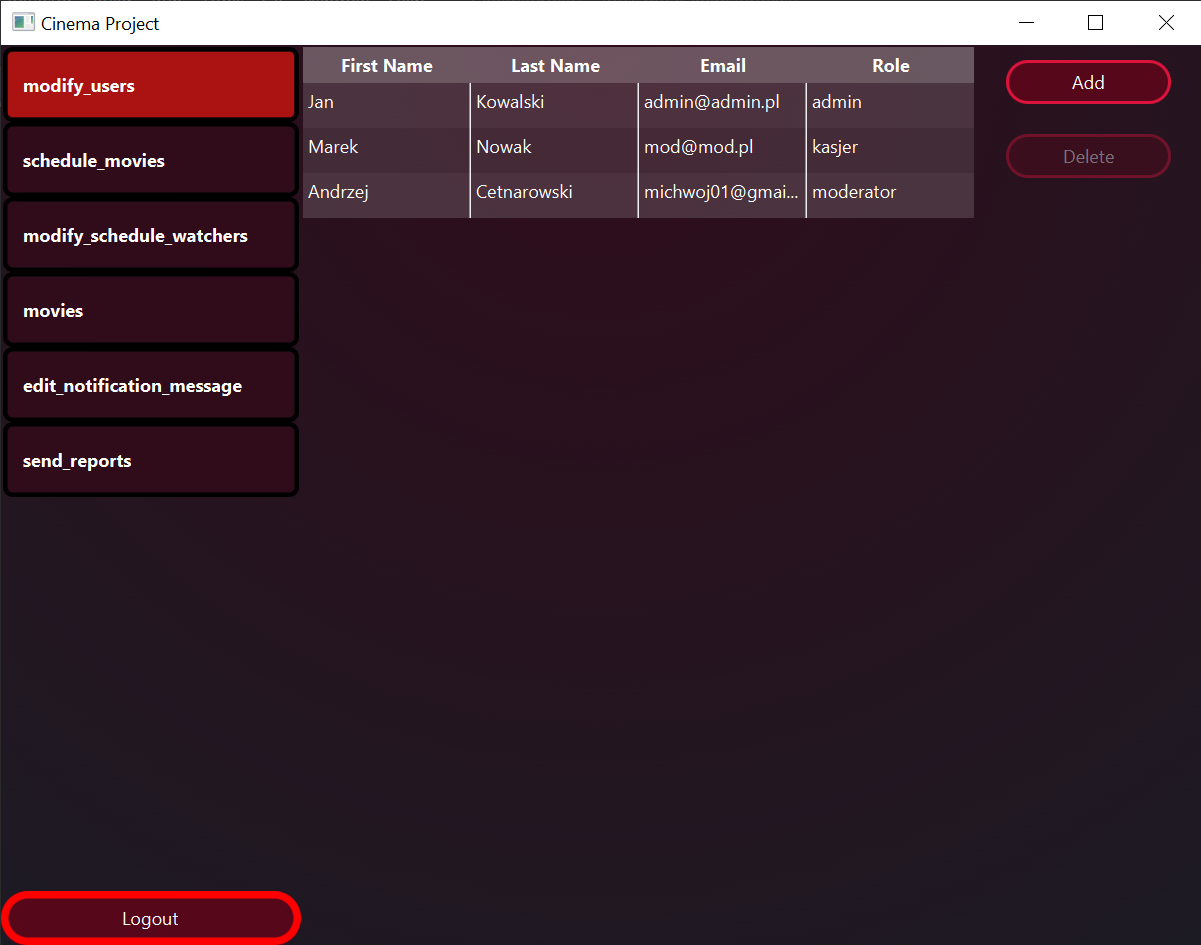 Cinema Project
modify_users
schedule_movies
modify_schedule_watchers
movies
edit_notification_message
send_reports
Logout
First Name Last Name Email Role
Jan Kowalski admin@admin.pl admin
Marek Nowak mod@mod.pl kasjer
Andrzej Cetnarowski michwoj01@gmai... moderator
Add
Delete